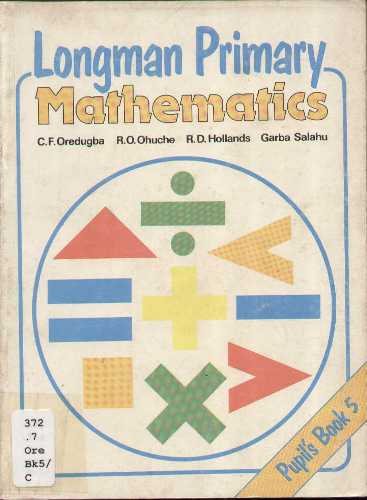 Longman Primary
Mathematics
C.F.Oredugba R.O.Ohuche R.D.Hollands Garba Salahu
Pupil's Book 5
372
.7
Ore
Bk5/
C